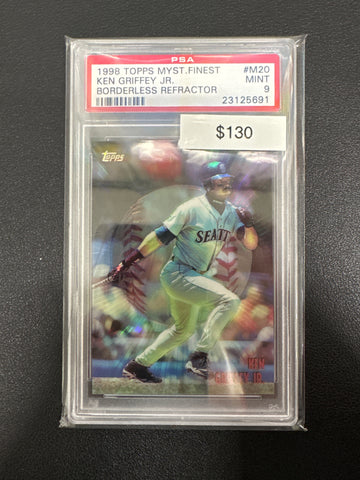 PSA
1998 TOPPS MYST.FINEST #M20
KEN GRIFFEY JR. MINT
BORDERLESS REFRACTOR 9
23125691
$130
Topps
SEATT
KEN
GRIFFEY JR.